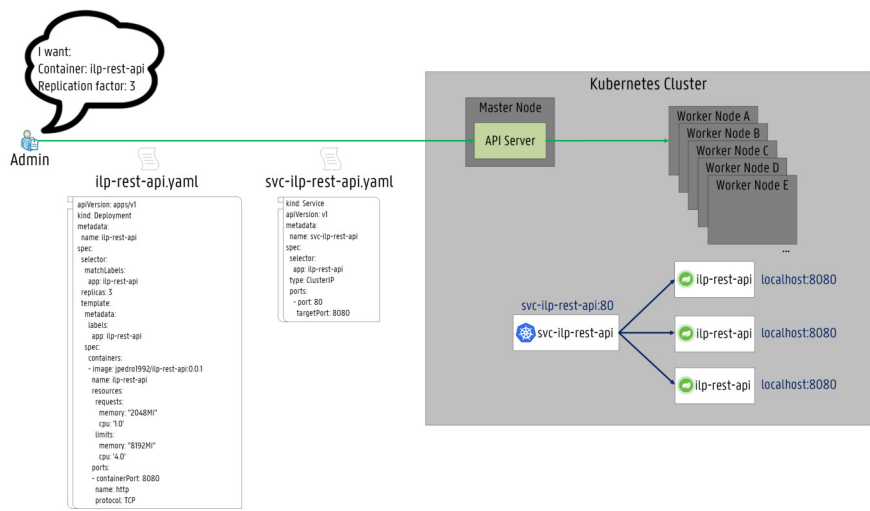 I want:
Container: ilp-rest-api
Replication factor: 3
Admin
ilp-rest-api.yaml
apiVersion: apps/v1
kind: Deployment
metadata:
name: ilp-rest-api
spec:
selector:
matchLabels:
app: ilp-rest-api
replicas: 3
template:
metadata:
labels:
app: ilp-rest-api
spec:
containers:
- image: jpedro1992/ilp-rest-api:0.0.1
name: ilp-rest-api
resources:
requests:
memory: "2048Mi"
cpu: '1.0'
limits:
memory: "8192Mi"
cpu: '4.0'
ports:
- containerPort: 8080
name: http
protocol: TCP
svc-ilp-rest-api.yaml
kind: Service
apiVersion: v1
metadata:
name: svc-ilp-rest-api
spec:
selector:
app: ilp-rest-api
type: ClusterIP
ports:
- port: 80
targetPort: 8080
Kubernetes Cluster
Master Node
API Server
Worker Node A
Worker Node B
Worker Node C
Worker Node D
Worker Node E
...
svc-ilp-rest-api:80
svc-ilp-rest-api
ilp-rest-api localhost:8080
ilp-rest-api localhost:8080
ilp-rest-api localhost:8080